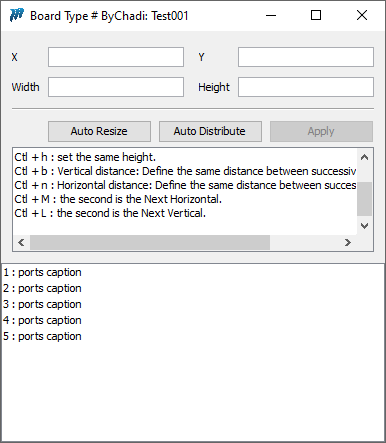 Board Type # ByChadi: Test001
X Y
Width Height
Auto Resize Auto Distribute Apply
Ctl + h : set the same height.
Ctl + b : Vertical distance: Define the same distance between successiv
Ctl + n : Horizontal distance: Define the same distance between succes
Ctl + M : the second is the Next Horizontal.
Ctl + L : the second is the Next Vertical.
1 : ports caption
2 : ports caption
3 : ports caption
4 : ports caption
5 : ports caption